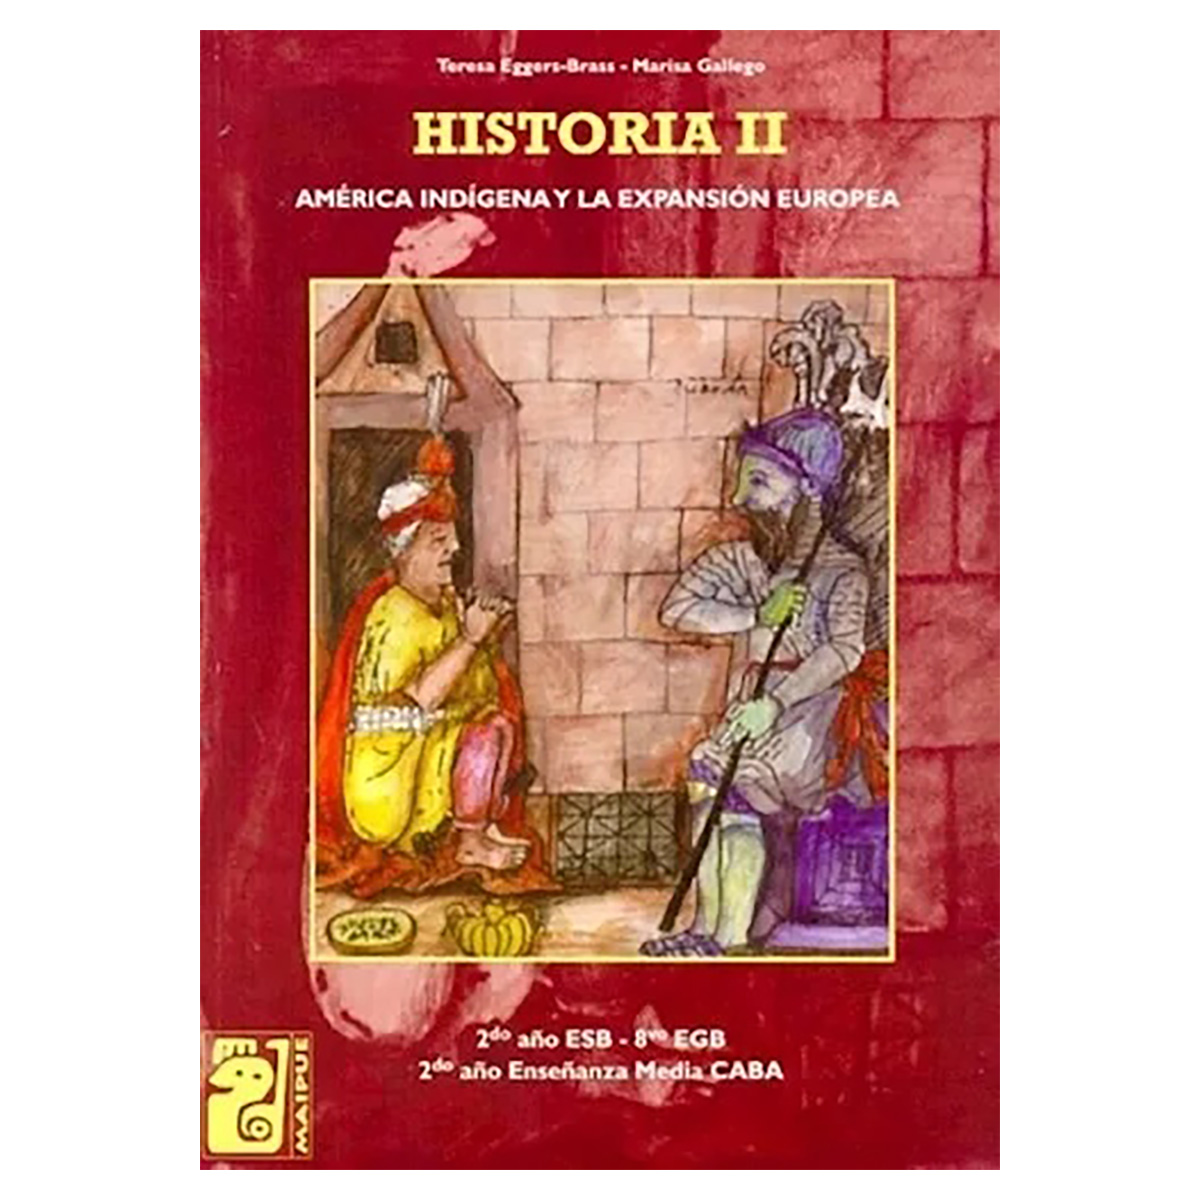 Teresa Eggers-Brass - Marisa Gallego
HISTORIA II
AMÉRICA INDÍGENA Y LA EXPANSIÓN EUROPEA
2do año ESB - 8vo EGB
2do año Enseñanza Media CABA
MAIPUE